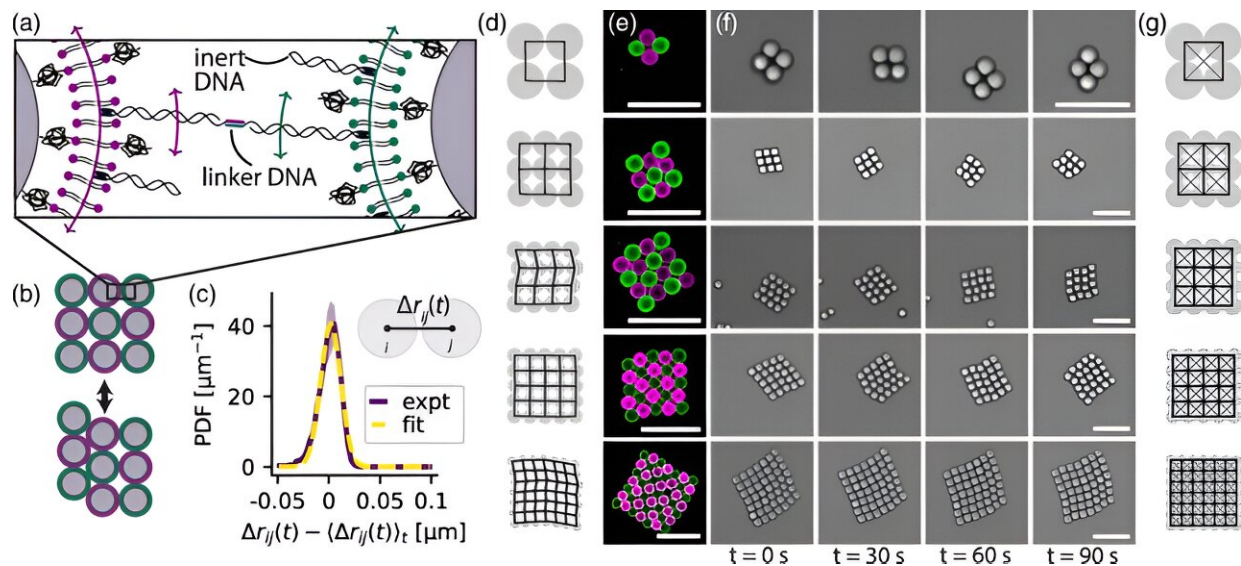 (a)
inert
DNA
linker DNA
(b)
(c)
Δr_ij(t)
i
j
PDF [μm⁻¹]
40
20
0
expt
fit
-0.05
0
0.05
0.1
Δr_ij(t) − ⟨Δr_ij(t)⟩_t [μm]
(d)
(e)
(f)
t = 0 s
t = 30 s
t = 60 s
t = 90 s
(g)